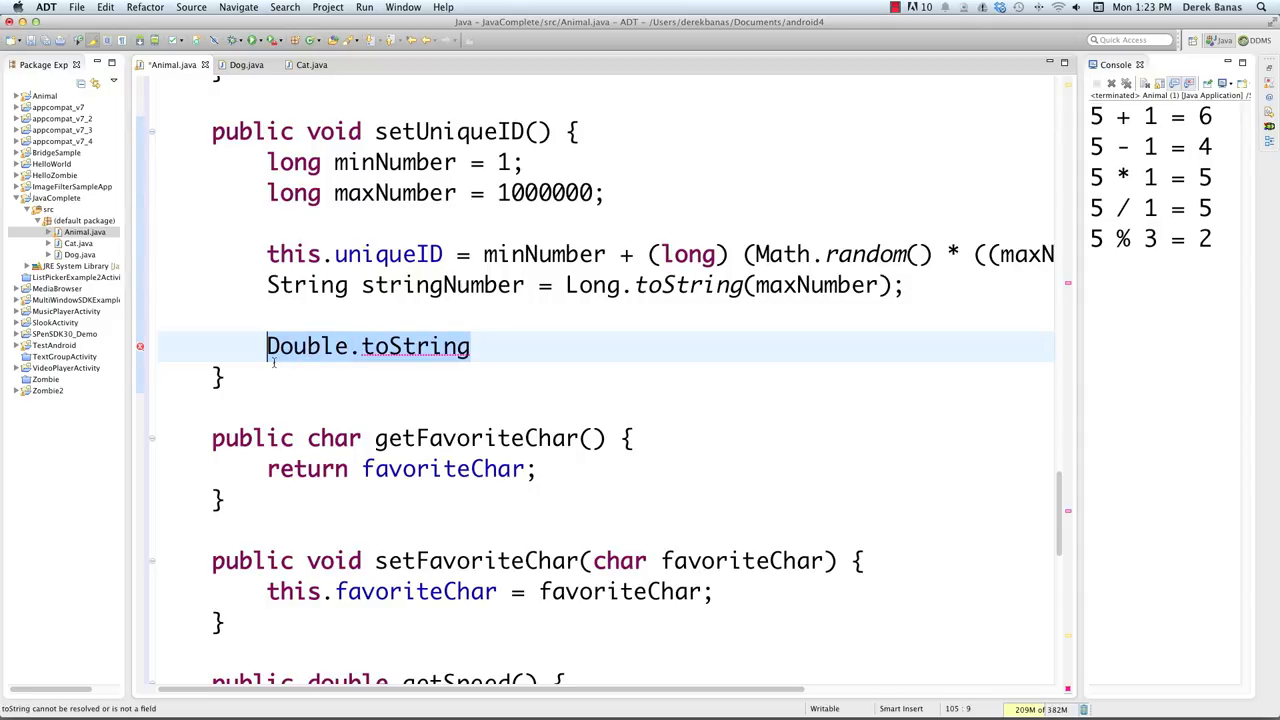 ADT File Edit Refactor Source Navigate Search Project Run Window Help
10 Mon 1:23 PM Derek Banas
Java – JavaComplete/src/Animal.java – ADT – /Users/derekbanas/Documents/android4
Quick Access Java DDMS
Package Exp *Animal.java Dog.java Cat.java Console
<terminated> Animal (1) [Java Application] /S
Animal
appcompat_v7
appcompat_v7_2
appcompat_v7_3
appcompat_v7_4
BridgeSample
HelloWorld
HelloZombie
ImageFilterSampleApp
JavaComplete
src
(default package)
Animal.java
Cat.java
Dog.java
JRE System Library [Ja
ListPickerExample2Activi
MediaBrowser
MultiWindowSDKExample
MusicPlayerActivity
SlookActivity
SPenSDK30_Demo
TestAndroid
TextGroupActivity
VideoPlayerActivity
Zombie
Zombie2
}
public void setUniqueID() {
long minNumber = 1;
long maxNumber = 1000000;
this.uniqueID = minNumber + (long) (Math.random() * ((maxN
String stringNumber = Long.toString(maxNumber);
Double.toString
}
public char getFavoriteChar() {
return favoriteChar;
}
public void setFavoriteChar(char favoriteChar) {
this.favoriteChar = favoriteChar;
}
public double getSpeed() {
5 + 1 = 6
5 - 1 = 4
5 * 1 = 5
5 / 1 = 5
5 % 3 = 2
toString cannot be resolved or is not a field Writable Smart Insert 105 : 9 209M of 382M